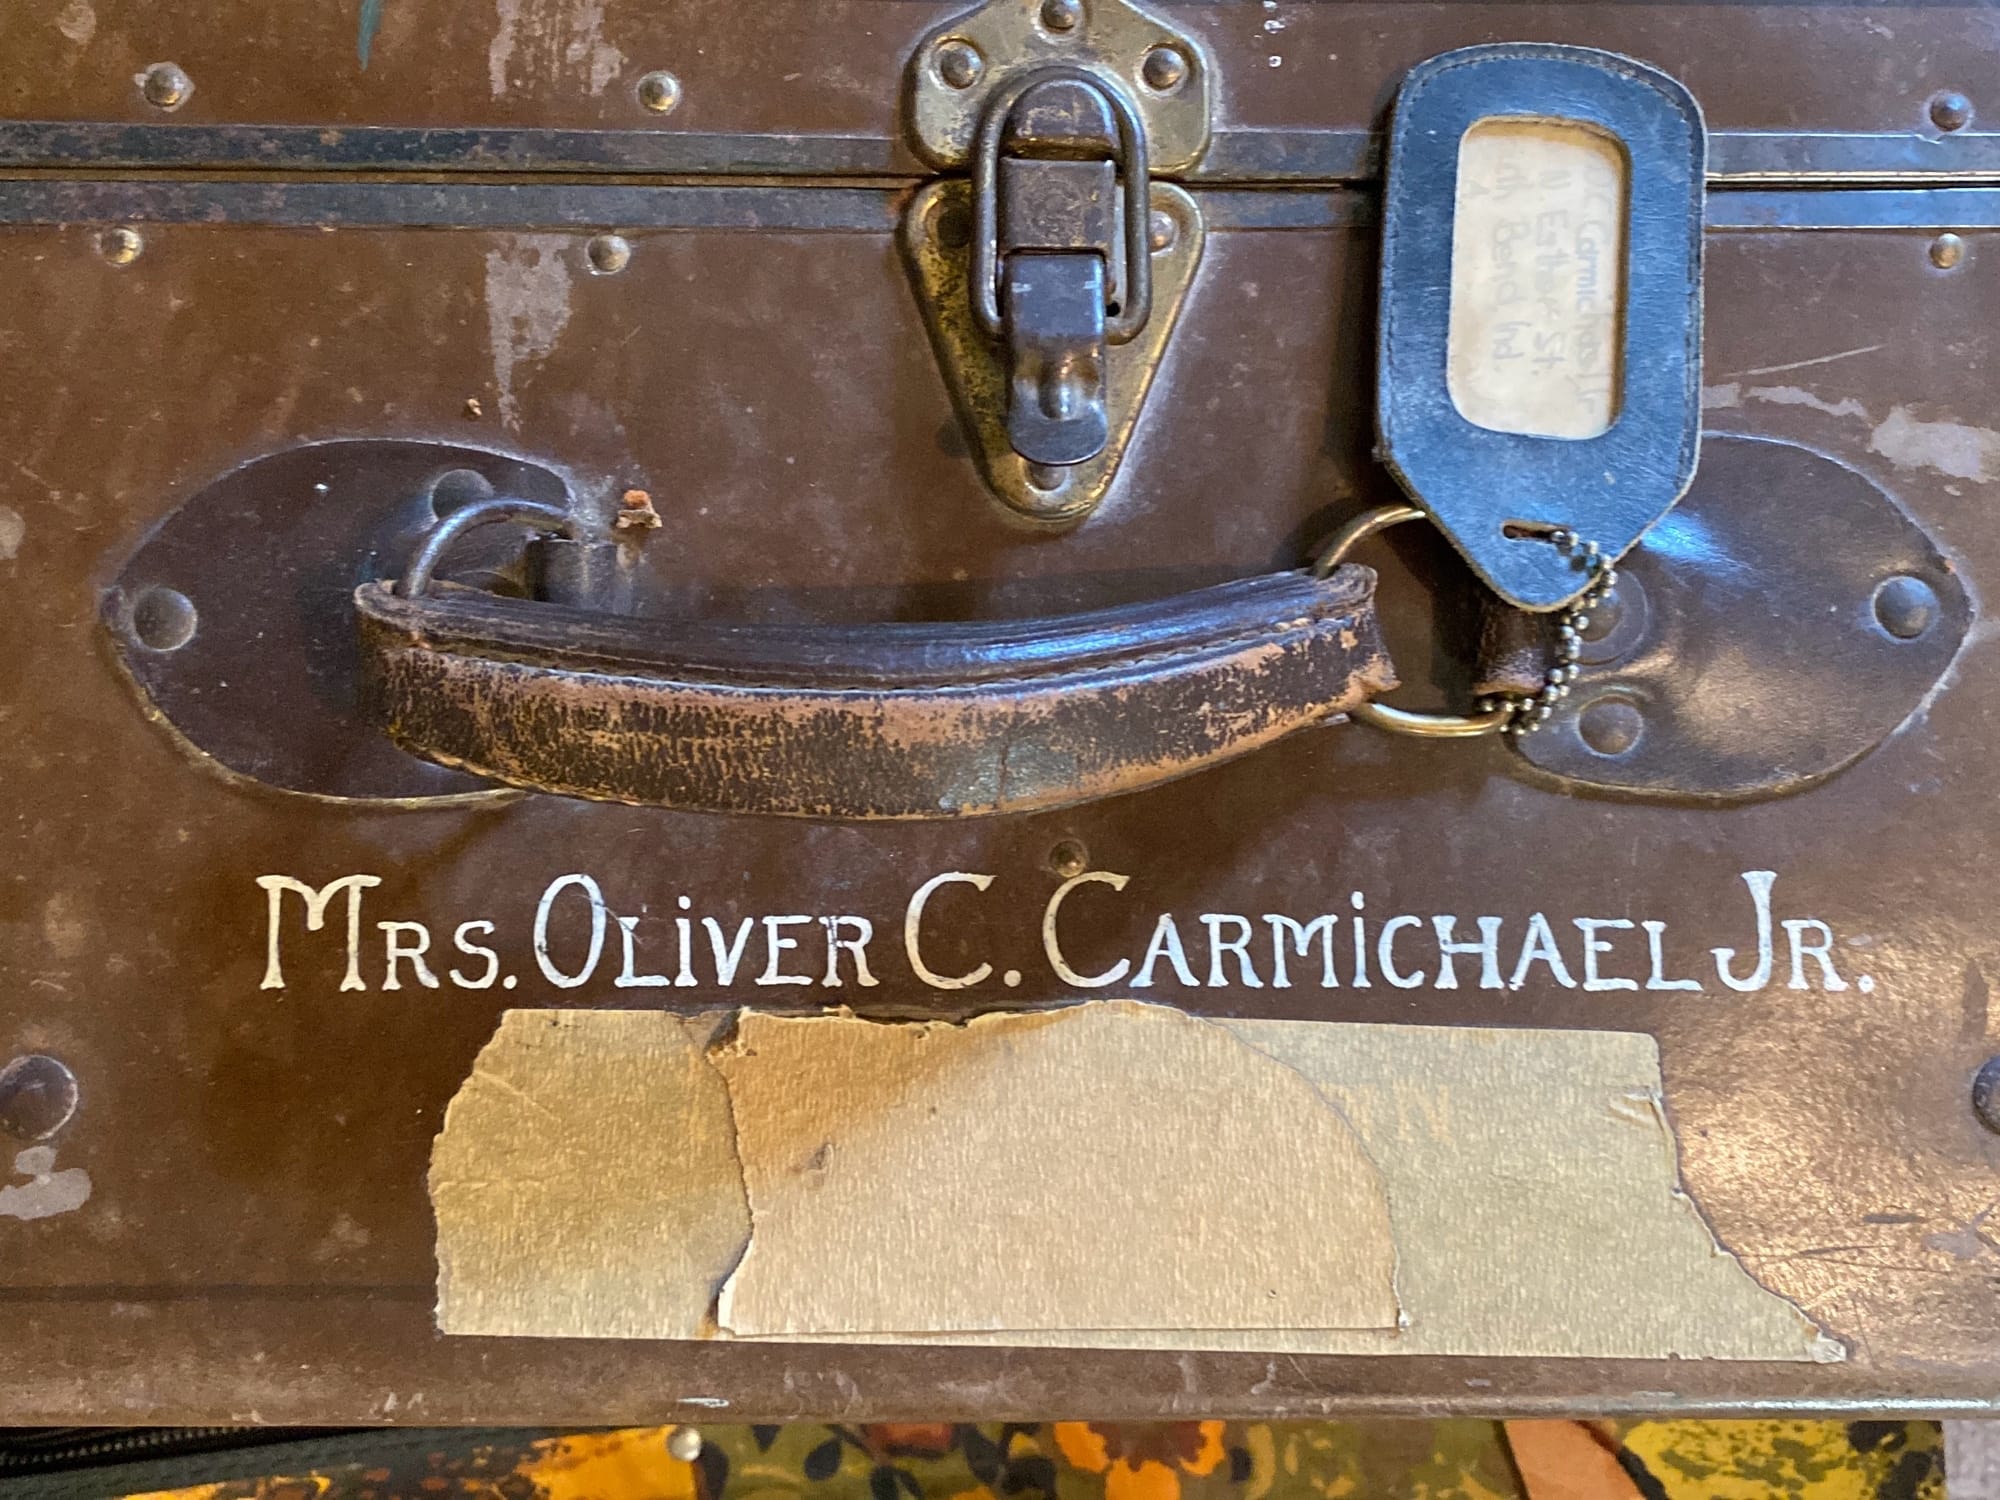 MRS. OLIVER C. CARMICHAEL JR.
C Carmichael Jr
N Esther St.
Bend Ind.